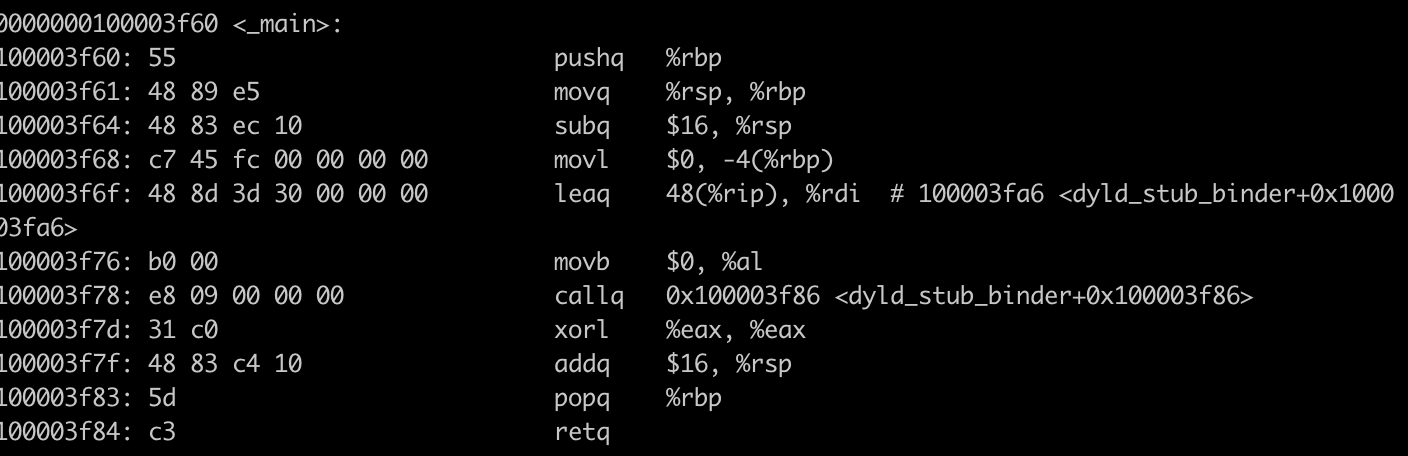 0000000100003f60 <_main>:
100003f60: 55                            pushq   %rbp
100003f61: 48 89 e5                      movq    %rsp, %rbp
100003f64: 48 83 ec 10                   subq    $16, %rsp
100003f68: c7 45 fc 00 00 00 00          movl    $0, -4(%rbp)
100003f6f: 48 8d 3d 30 00 00 00          leaq    48(%rip), %rdi  # 100003fa6 <dyld_stub_binder+0x1000
03fa6>
100003f76: b0 00                         movb    $0, %al
100003f78: e8 09 00 00 00                callq   0x100003f86 <dyld_stub_binder+0x100003f86>
100003f7d: 31 c0                         xorl    %eax, %eax
100003f7f: 48 83 c4 10                   addq    $16, %rsp
100003f83: 5d                            popq    %rbp
100003f84: c3                            retq